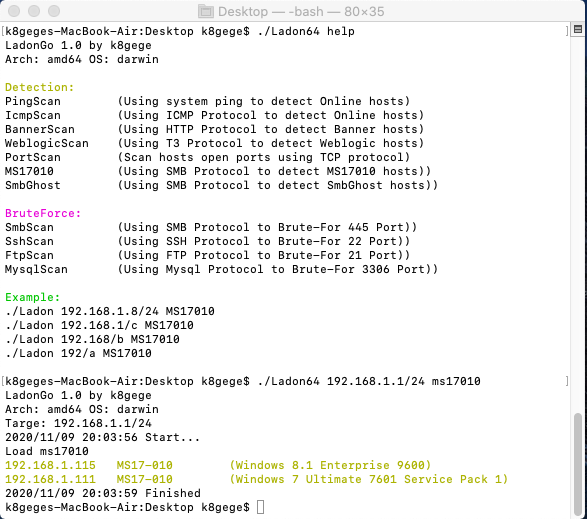 Desktop — -bash — 80×35
[k8geges-MacBook-Air:Desktop k8gege$ ./Ladon64 help ]
LadonGo 1.0 by k8gege
Arch: amd64 OS: darwin
Detection:
PingScan (Using system ping to detect Online hosts)
IcmpScan (Using ICMP Protocol to detect Online hosts)
BannerScan (Using HTTP Protocol to detect Banner hosts)
WeblogicScan (Using T3 Protocol to detect Weblogic hosts)
PortScan (Scan hosts open ports using TCP protocol)
MS17010 (Using SMB Protocol to detect MS17010 hosts))
SmbGhost (Using SMB Protocol to detect SmbGhost hosts))
BruteForce:
SmbScan (Using SMB Protocol to Brute-For 445 Port))
SshScan (Using SSH Protocol to Brute-For 22 Port))
FtpScan (Using FTP Protocol to Brute-For 21 Port))
MysqlScan (Using Mysql Protocol to Brute-For 3306 Port))
Example:
./Ladon 192.168.1.8/24 MS17010
./Ladon 192.168.1/c MS17010
./Ladon 192.168/b MS17010
./Ladon 192/a MS17010
[k8geges-MacBook-Air:Desktop k8gege$ ./Ladon64 192.168.1.1/24 ms17010 ]
LadonGo 1.0 by k8gege
Arch: amd64 OS: darwin
Targe: 192.168.1.1/24
2020/11/09 20:03:56 Start...
Load ms17010
192.168.1.115 MS17-010 (Windows 8.1 Enterprise 9600)
192.168.1.111 MS17-010 (Windows 7 Ultimate 7601 Service Pack 1)
2020/11/09 20:03:59 Finished
k8geges-MacBook-Air:Desktop k8gege$